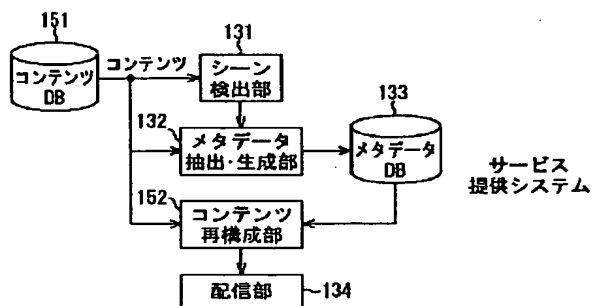 151
コンテンツ
DB
コンテンツ
131
シーン
検出部
132
メタデータ
抽出・生成部
133
メタデータ
DB
サービス
提供システム
152
コンテンツ
再構成部
配信部
134